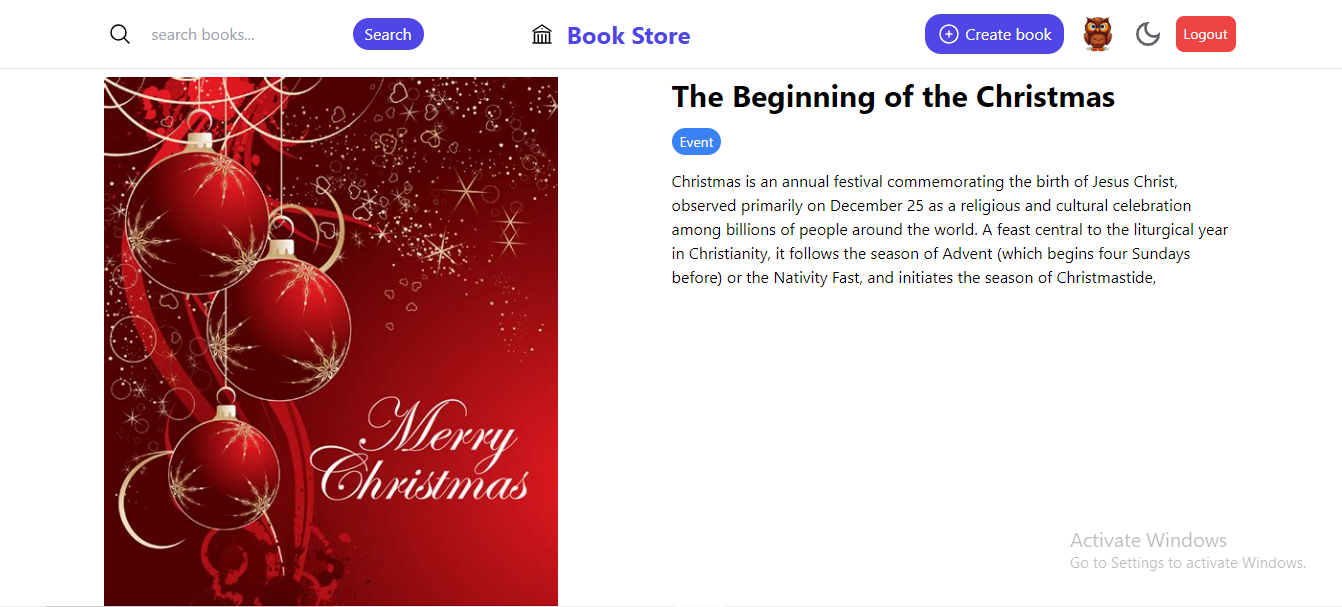 search books...
Search
Book Store
Create book
Logout
The Beginning of the Christmas
Event
Christmas is an annual festival commemorating the birth of Jesus Christ,
observed primarily on December 25 as a religious and cultural celebration
among billions of people around the world. A feast central to the liturgical year
in Christianity, it follows the season of Advent (which begins four Sundays
before) or the Nativity Fast, and initiates the season of Christmastide,
Merry
Christmas
Activate Windows
Go to Settings to activate Windows.